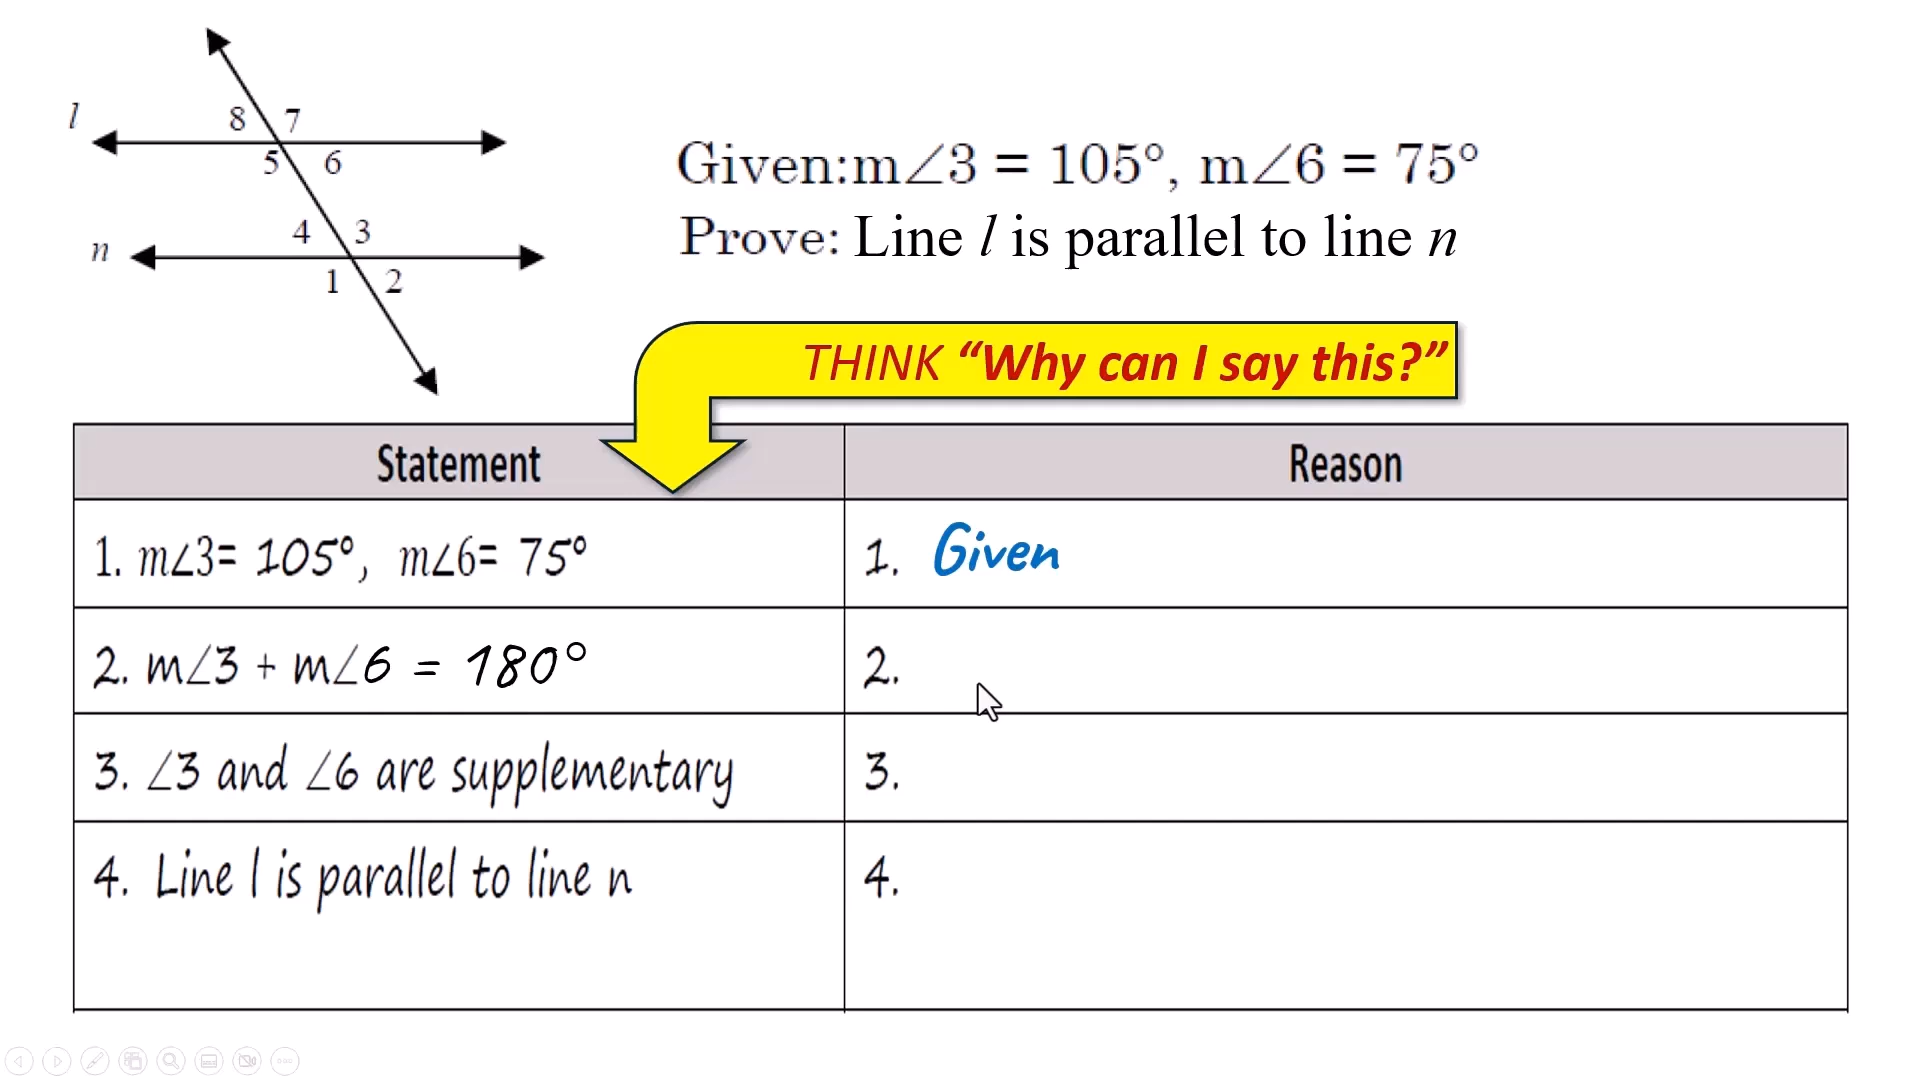 l
8 7
5 6
4 3
n
1 2
Given:m∠3 = 105°, m∠6 = 75°
Prove: Line l is parallel to line n
THINK “Why can I say this?”
Statement
Reason
1. m∠3= 105°, m∠6= 75°
1. Given
2. m∠3 + m∠6 = 180°
2.
3. ∠3 and ∠6 are supplementary
3.
4. Line l is parallel to line n
4.